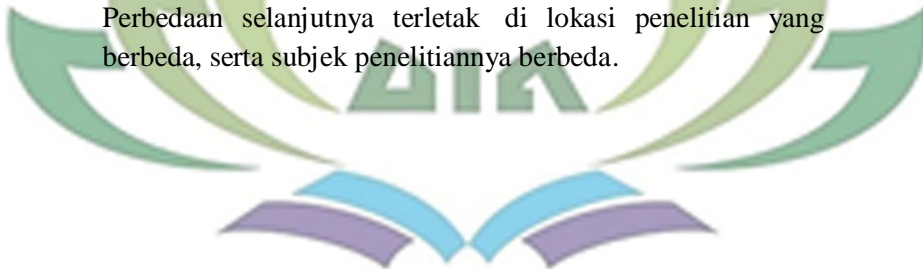 Perbedaan selanjutnya terletak di lokasi penelitian yang
berbeda, serta subjek penelitiannya berbeda.